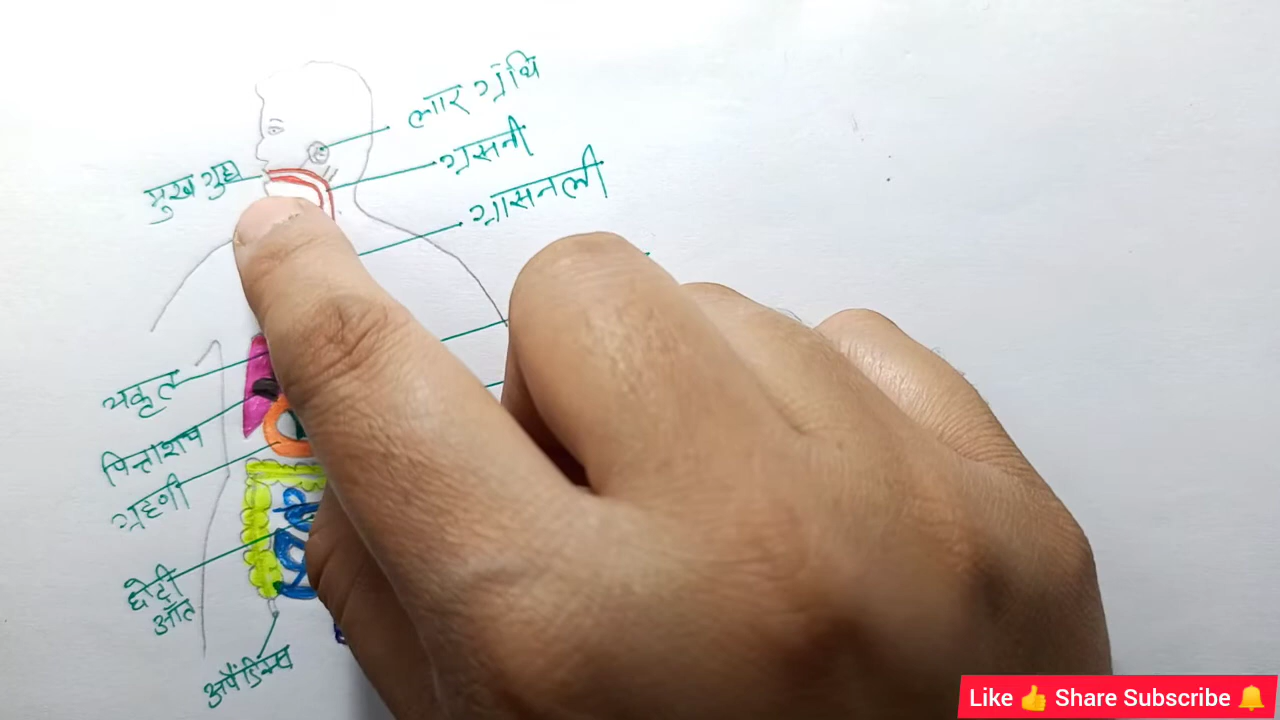 लार ग्रंथि
ग्रसनी
मुख गुहा
ग्रासनली
यकृत
पित्ताशय
ग्रहणी
छोटी
आँत
अपेंडिक्स
Like 👍 Share Subscribe 🔔